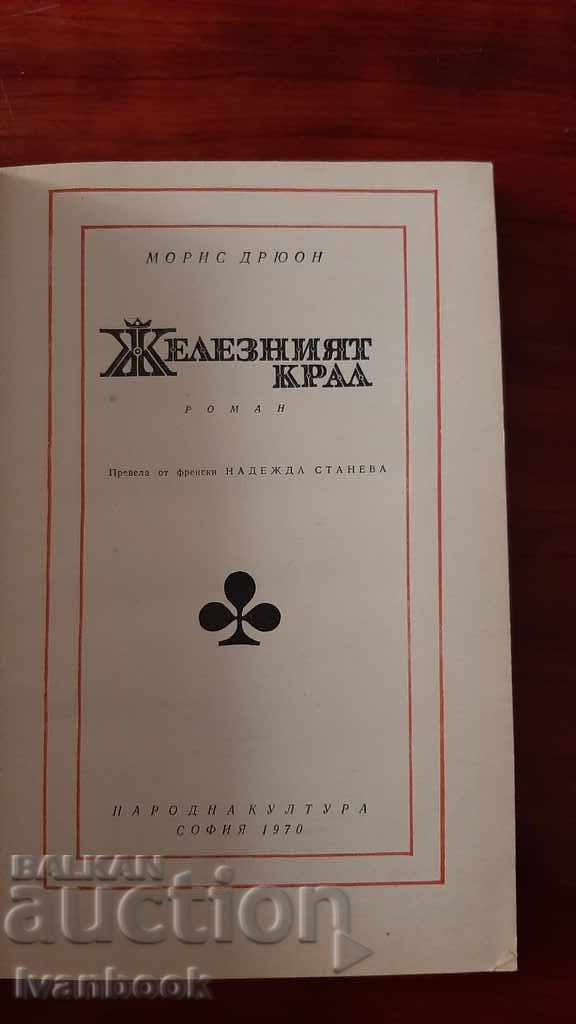 МОРИС ДРЮОН
ЖЕЛЕЗНИЯТ
КРАЛ
РОМАН
Превела от френски НАДЕЖДА СТАНЕВА
НАРОДНА КУЛТУРА
СОФИЯ 1970
BALKAN
auction
Ivanbook